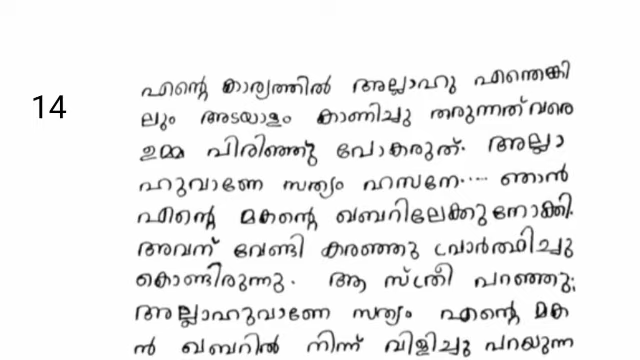 14
എന്റെ കാര്യത്തിൽ അല്ലാഹു എന്തെങ്കി
ലും അടയാളം കാണിച്ചു തരുന്നത് വരെ
ഉമ്മ പിരിഞ്ഞു പോകരുത്. അല്ലാ
ഹുവാണേ സത്യം ഹസനേ.... ഞാൻ
എന്റെ മകന്റെ ഖബറിലേക്കു നോക്കി.
അവന് വേണ്ടി കരഞ്ഞു പ്രാർത്ഥിച്ചു
കൊണ്ടിരുന്നു. ആ സ്ത്രീ പറഞ്ഞു;
അല്ലാഹുവാണേ സത്യം എന്റെ മക
ൻ ഖബറിൽ നിന്ന് വിളിച്ചു പറയുന്ന